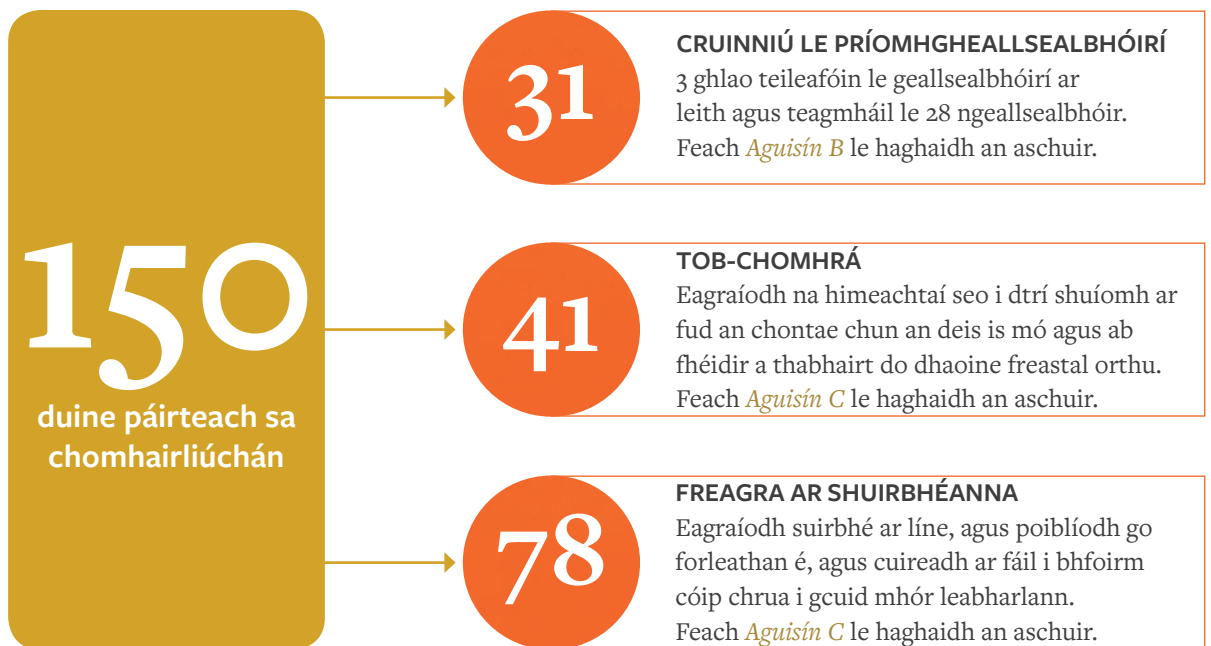 150
duine páirteach sa
chomhairliúchán
31
CRUINNIÚ LE PRÍOMHGHEALLSEALBHÓIRÍ
3 ghlao teileafóin le geallsealbhóirí ar
leith agus teagmháil le 28 ngeallsealbhóir.
Feach Aguisín B le haghaidh an aschuir.
41
TOB-CHOMHRÁ
Eagraíodh na himeachtaí seo i dtrí shuíomh ar
fud an chontae chun an deis is mó agus ab
fhéidir a thabhairt do dhaoine freastal orthu.
Feach Aguisín C le haghaidh an aschuir.
78
FREAGRA AR SHUIRBHÉANNA
Eagraíodh suirbhé ar líne, agus poiblíodh go
forleathan é, agus cuireadh ar fáil i bhfoirm
cóip chrua i gcuid mhór leabharlann.
Feach Aguisín C le haghaidh an aschuir.